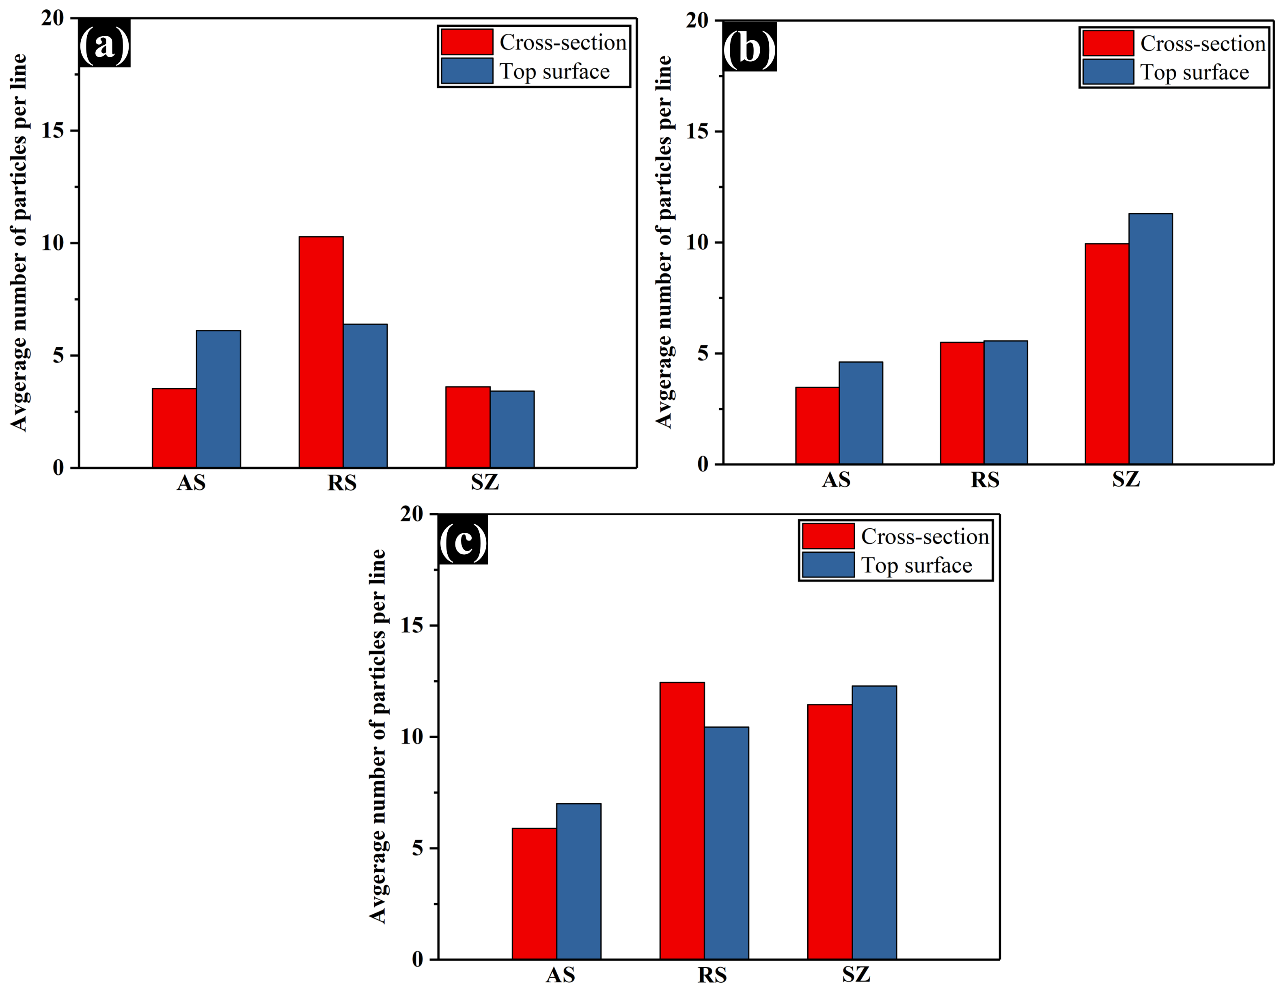 (a)
Cross-section
Top surface
Avgerage number of particles per line
20
15
10
5
0
AS
RS
SZ
(b)
Cross-section
Top surface
Avgerage number of particles per line
20
15
10
5
0
AS
RS
SZ
(c)
Cross-section
Top surface
Avgerage number of particles per line
20
15
10
5
0
AS
RS
SZ